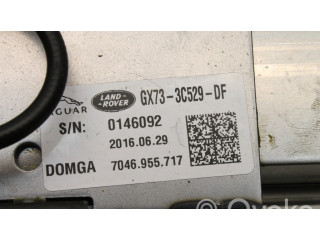 JAGUAR LAND ROVER GX73-3C529-DF
S/N: 0146092
2016.06.29
DOMGA 7046.955.717